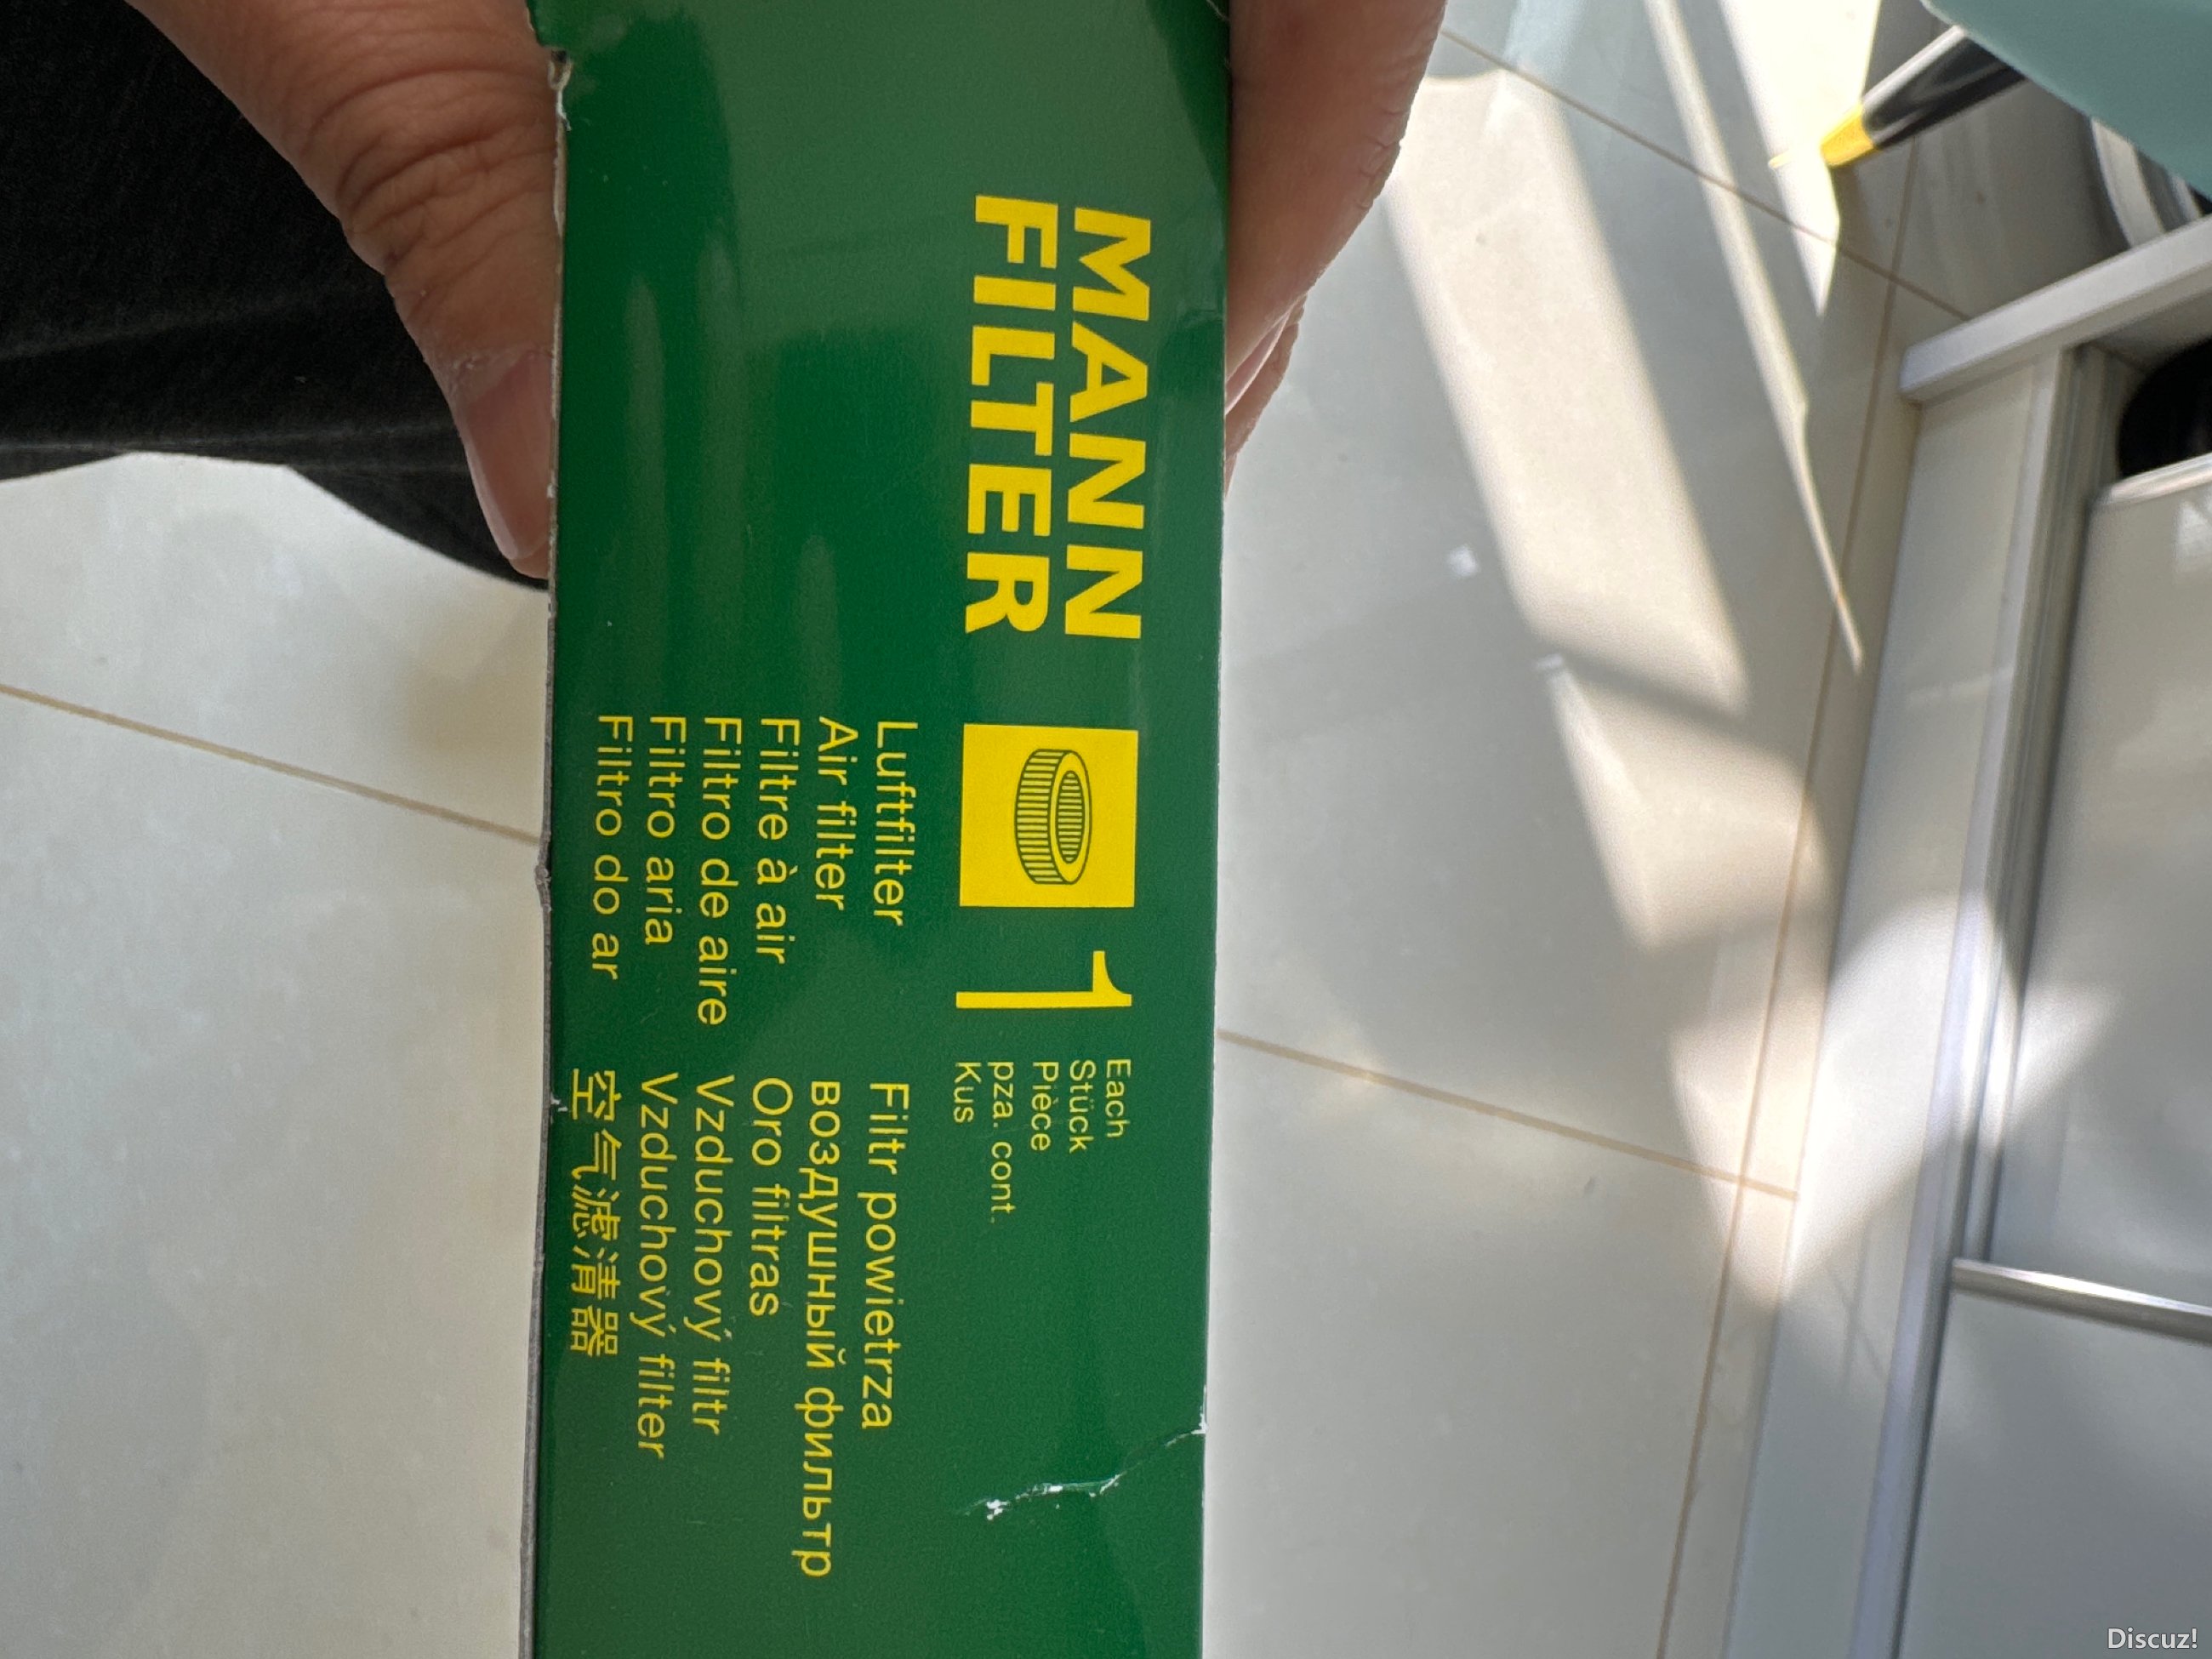 MANN
FILTER
1
Each
Stück
Pièce
pza. cont.
Kus
Luftfilter
Air filter
Filtre à air
Filtro de aire
Filtro aria
Filtro do ar
Filtr powietrza
воздушный фильтр
Oro filtras
Vzduchový filtr
Vzduchový filter
空气滤清器
Discuz!